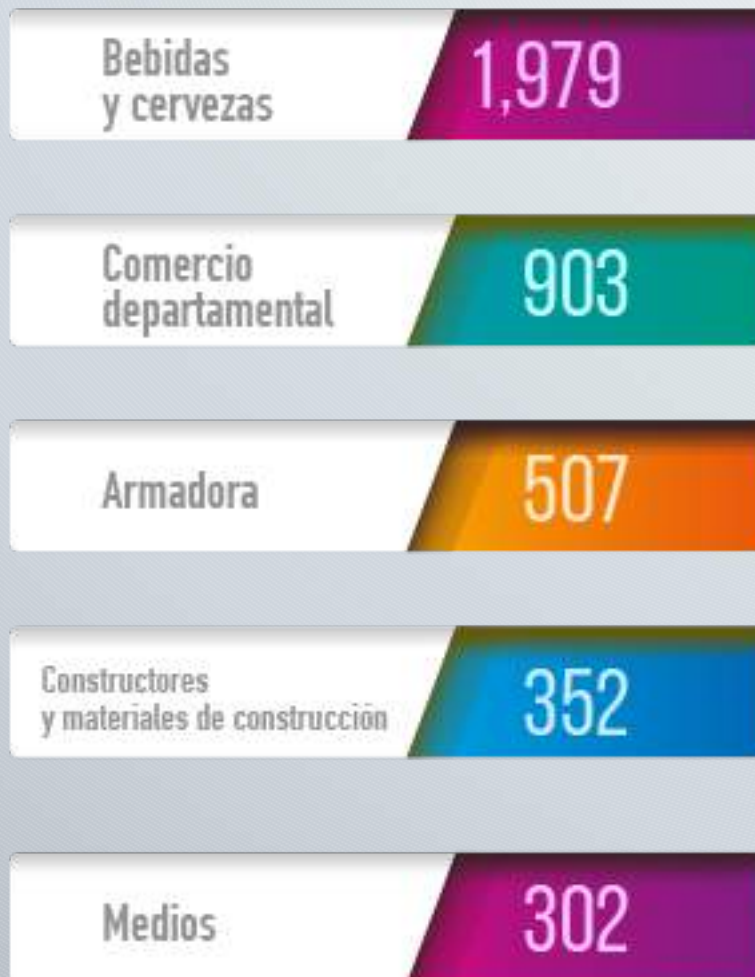 Bebidas
y cervezas
1,979
Comercio
departamental
903
Armadora
507
Constructores
y materiales de construcción
352
Medios
302